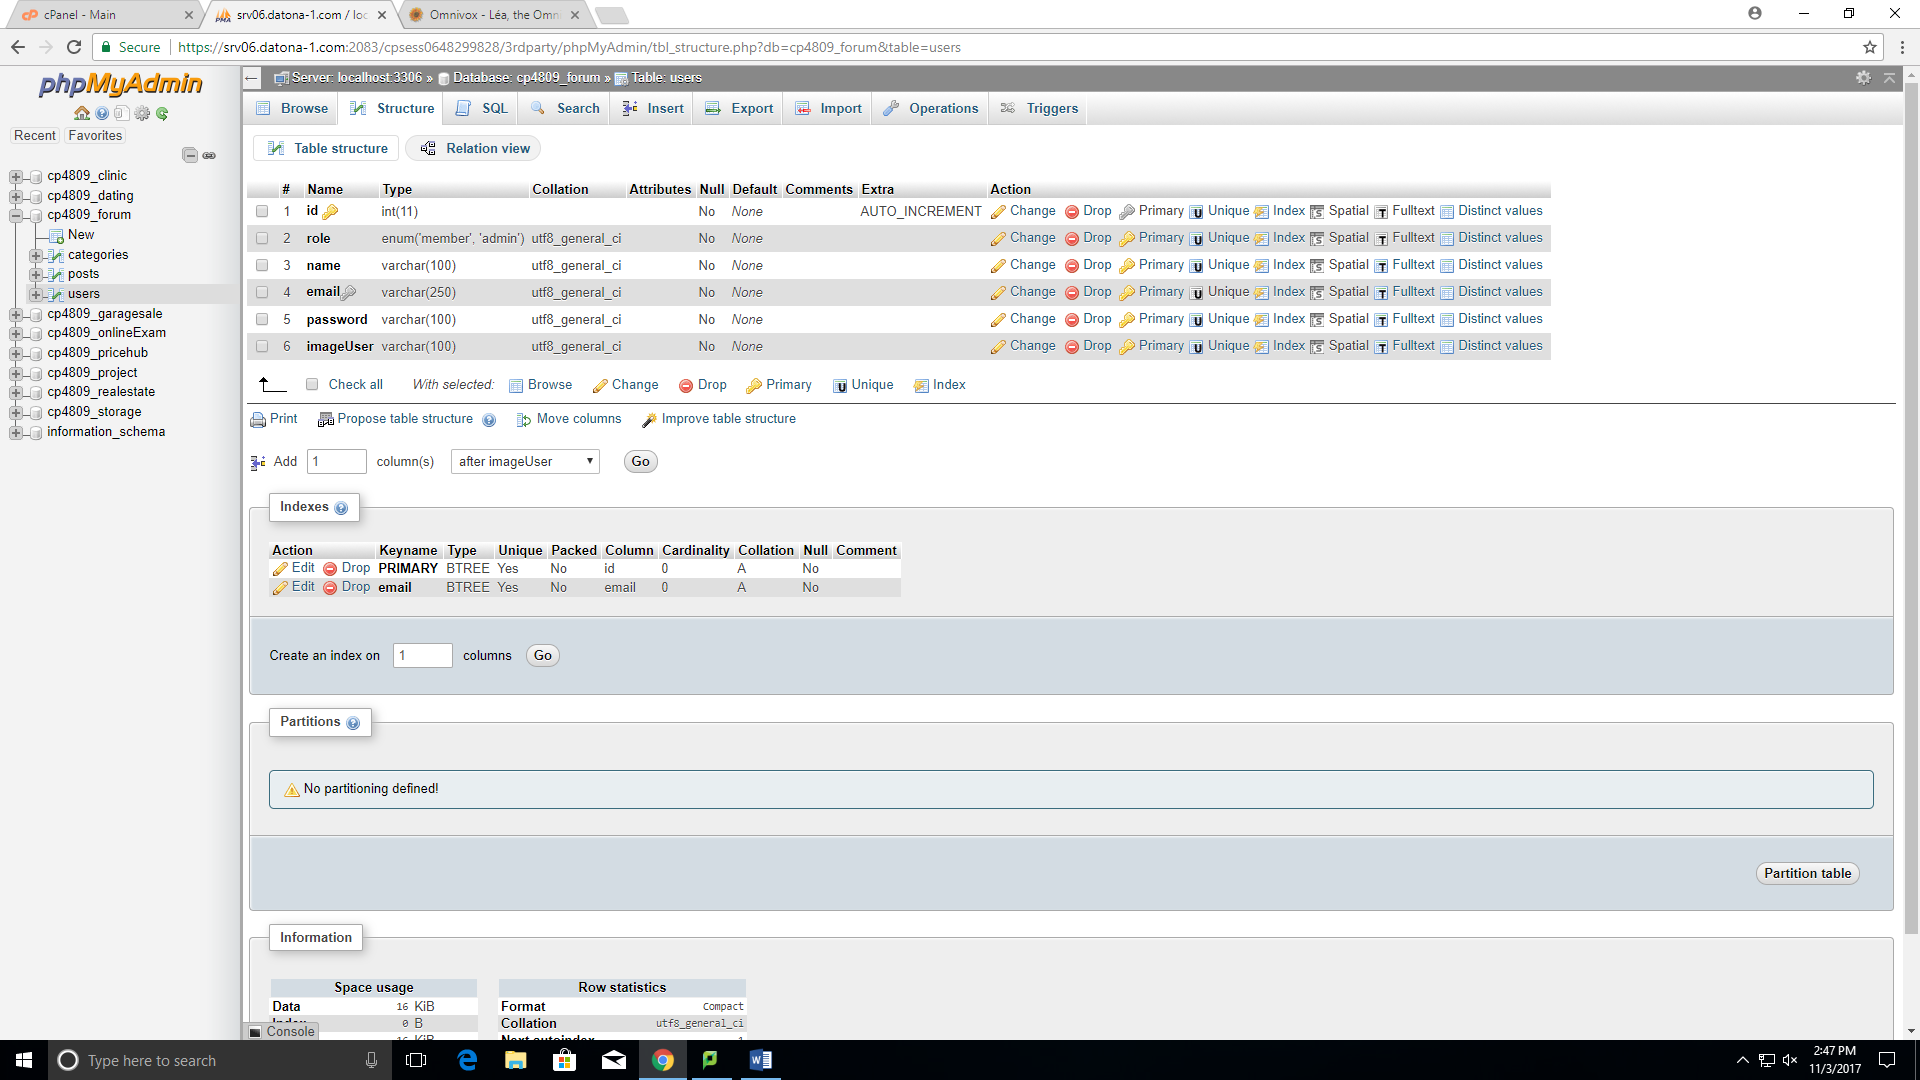 cPanel - Main
srv06.datona-1.com / loc
Omnivox - Léa, the Omn
Secure
https://srv06.datona-1.com:2083/cpsess0648299828/3rdparty/phpMyAdmin/tbl_structure.php?db=cp4809_forum&table=users
phpMyAdmin
Recent Favorites
cp4809_clinic
cp4809_dating
cp4809_forum
New
categories
posts
users
cp4809_garagesale
cp4809_onlineExam
cp4809_pricehub
cp4809_project
cp4809_realestate
cp4809_storage
information_schema
Server: localhost:3306 » Database: cp4809_forum » Table: users
Browse Structure SQL Search Insert Export Import Operations Triggers
Table structure Relation view
# Name Type Collation Attributes Null Default Comments Extra Action
1 id int(11) No None AUTO_INCREMENT Change Drop Primary Unique Index Spatial Fulltext Distinct values
2 role enum('member', 'admin') utf8_general_ci No None Change Drop Primary Unique Index Spatial Fulltext Distinct values
3 name varchar(100) utf8_general_ci No None Change Drop Primary Unique Index Spatial Fulltext Distinct values
4 email varchar(250) utf8_general_ci No None Change Drop Primary Unique Index Spatial Fulltext Distinct values
5 password varchar(100) utf8_general_ci No None Change Drop Primary Unique Index Spatial Fulltext Distinct values
6 imageUser varchar(100) utf8_general_ci No None Change Drop Primary Unique Index Spatial Fulltext Distinct values
Check all With selected: Browse Change Drop Primary Unique Index
Print Propose table structure Move columns Improve table structure
Add 1 column(s) after imageUser Go
Indexes
Action Keyname Type Unique Packed Column Cardinality Collation Null Comment
Edit Drop PRIMARY BTREE Yes No id 0 A No
Edit Drop email BTREE Yes No email 0 A No
Create an index on 1 columns Go
Partitions
No partitioning defined!
Partition table
Information
Space usage
Data 16 KiB
Index 0 B
16 KiB
Row statistics
Format Compact
Collation utf8_general_ci
Next autoindex 1
Console
Type here to search
2:47 PM
11/3/2017